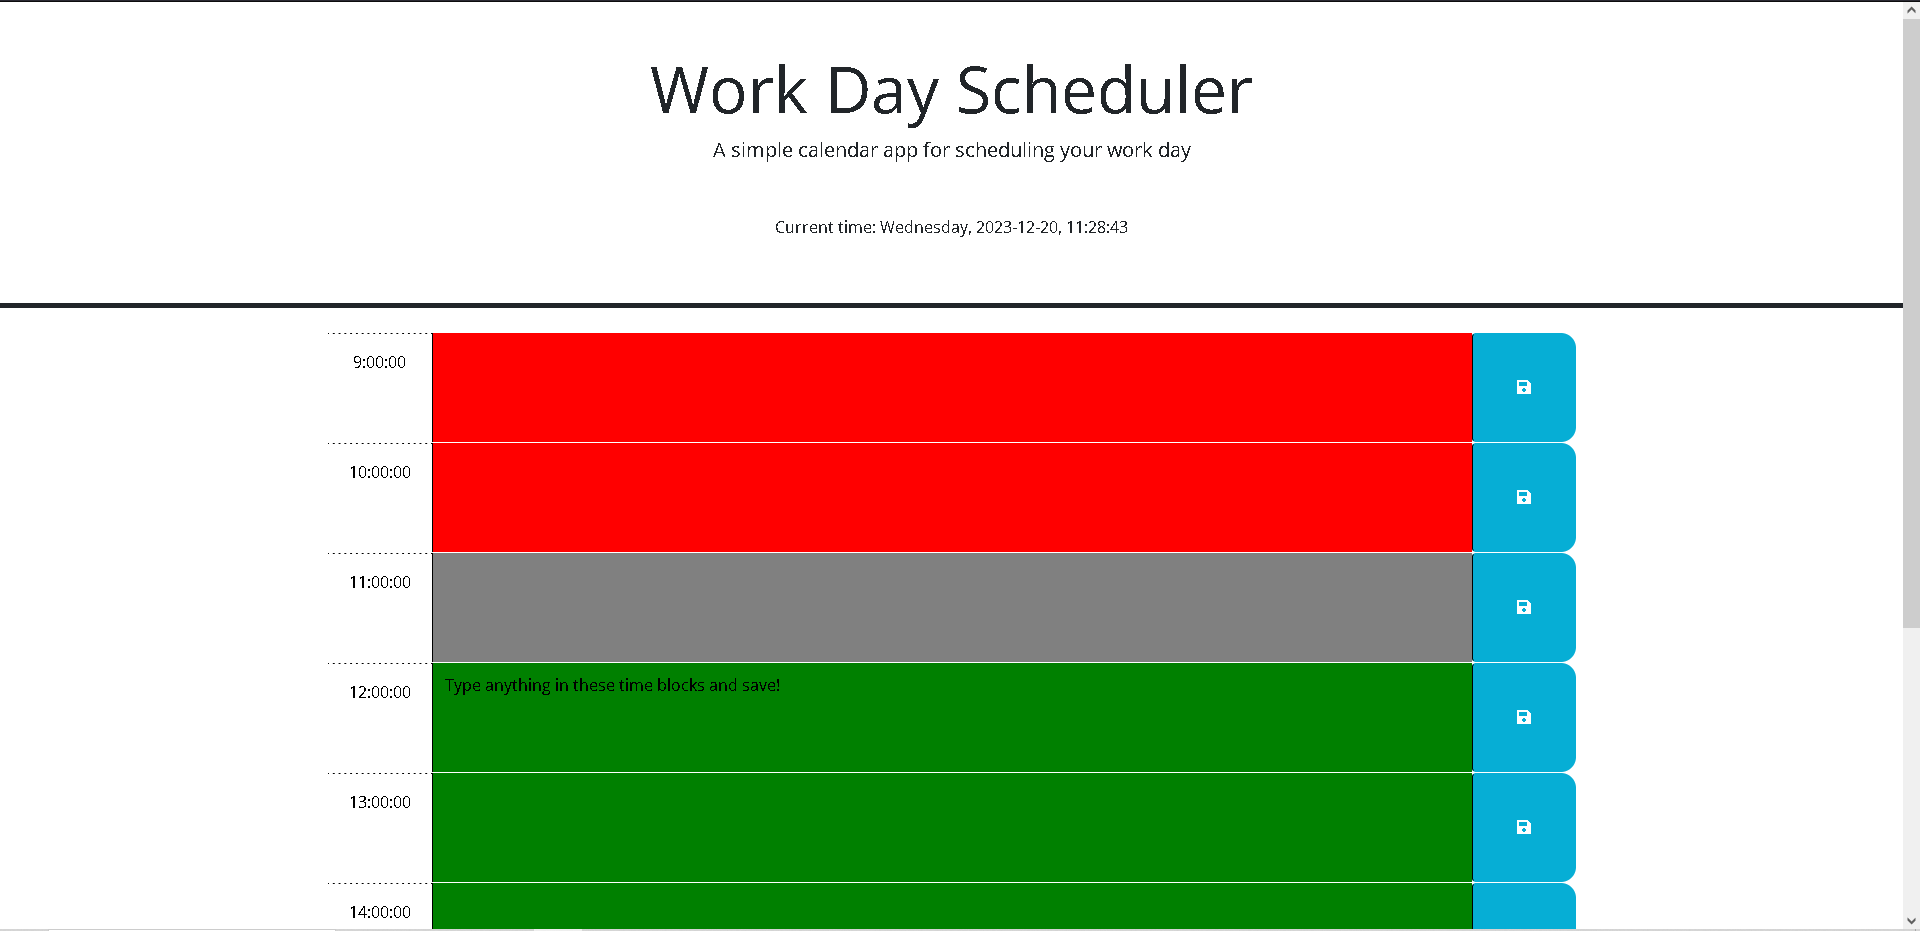 Work Day Scheduler
A simple calendar app for scheduling your work day
Current time: Wednesday, 2023-12-20, 11:28:43
9:00:00
10:00:00
11:00:00
12:00:00
Type anything in these time blocks and save!
13:00:00
14:00:00